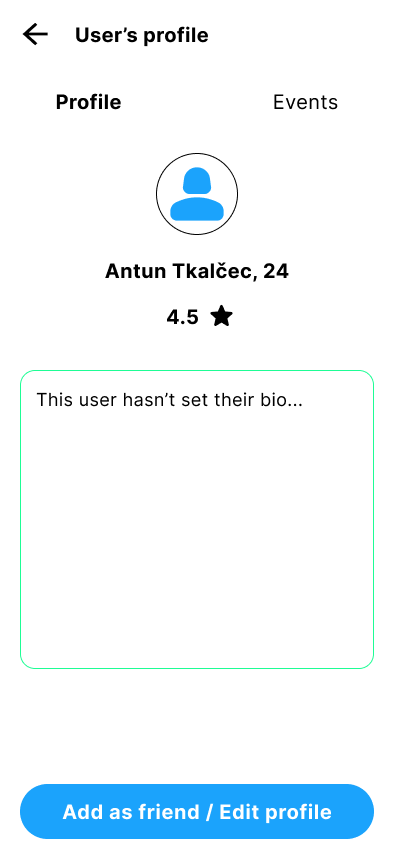 User’s profile
Profile Events
Antun Tkalčec, 24
4.5
This user hasn’t set their bio...
Add as friend / Edit profile